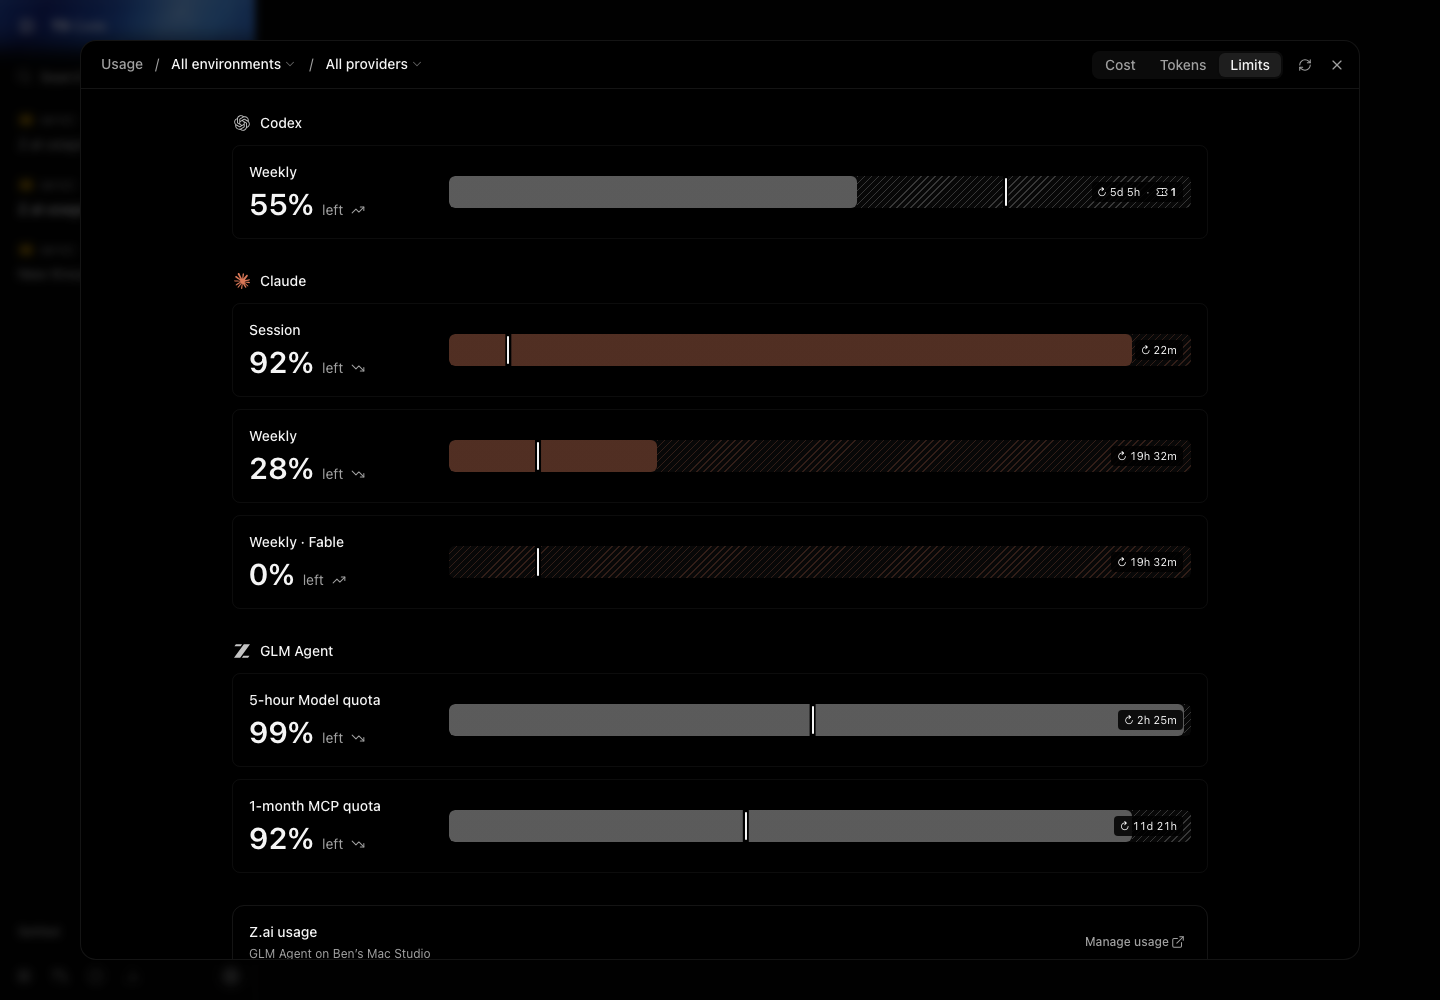 Usage / All environments / All providers
Cost Tokens Limits
Codex
Weekly
55% left
5d 5h · 1
Claude
Session
92% left
22m
Weekly
28% left
19h 32m
Weekly · Fable
0% left
19h 32m
GLM Agent
5-hour Model quota
99% left
2h 25m
1-month MCP quota
92% left
11d 21h
Z.ai usage
GLM Agent on Ben's Mac Studio
Manage usage